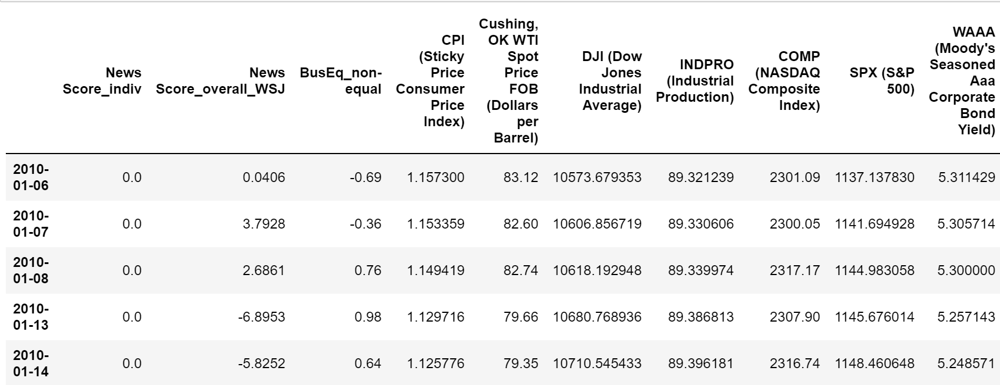 News Score_indiv
News Score_overall_WSJ
BusEq_non-equal
CPI (Sticky Price Consumer Price Index)
Cushing, OK WTI Spot Price FOB (Dollars per Barrel)
DJI (Dow Jones Industrial Average)
INDPRO (Industrial Production)
COMP (NASDAQ Composite Index)
SPX (S&P 500)
WAAA (Moody's Seasoned Aaa Corporate Bond Yield)
2010-01-06 0.0 0.0406 -0.69 1.157300 83.12 10573.679353 89.321239 2301.09 1137.137830 5.311429
2010-01-07 0.0 3.7928 -0.36 1.153359 82.60 10606.856719 89.330606 2300.05 1141.694928 5.305714
2010-01-08 0.0 2.6861 0.76 1.149419 82.74 10618.192948 89.339974 2317.17 1144.983058 5.300000
2010-01-13 0.0 -6.8953 0.98 1.129716 79.66 10680.768936 89.386813 2307.90 1145.676014 5.257143
2010-01-14 0.0 -5.8252 0.64 1.125776 79.35 10710.545433 89.396181 2316.74 1148.460648 5.248571